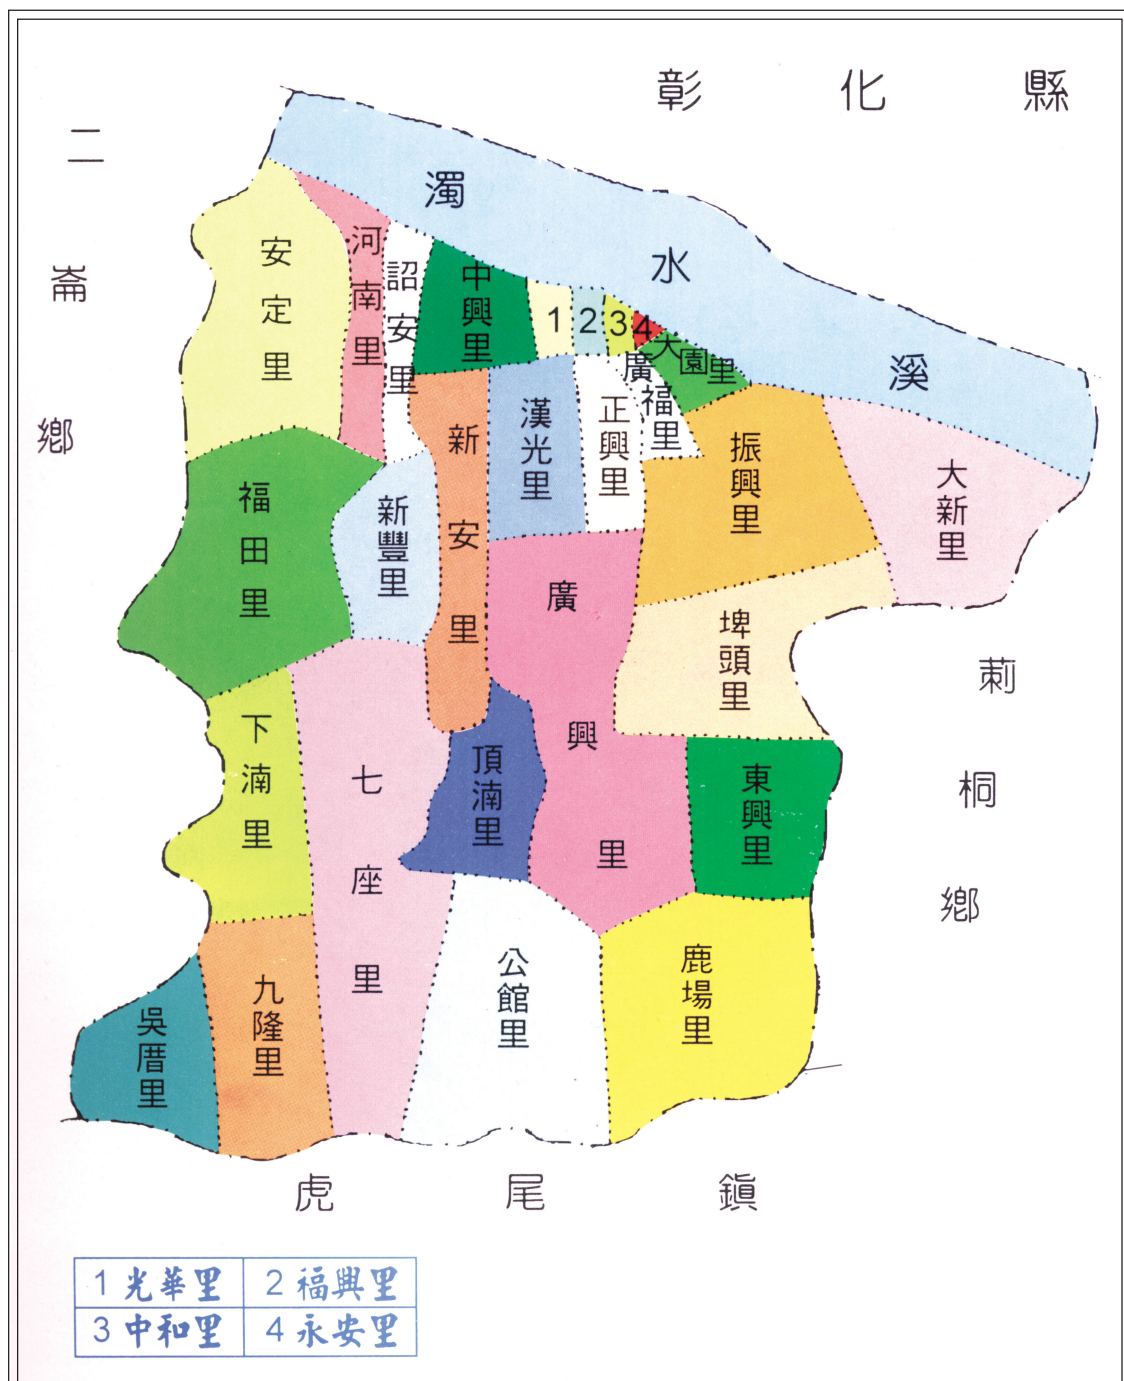 彰化縣
二崙鄉
濁水溪
安定里
河南里
詔安里
中興里
1
2
3
4
大園里
廣福里
新安里
漢光里
正興里
振興里
大新里
福田里
新豐里
廣興里
埤頭里
莿桐鄉
下湳里
七座里
頂湳里
東興里
吳厝里
九隆里
公館里
鹿場里
虎尾鎮
1 光華里
2 福興里
3 中和里
4 永安里